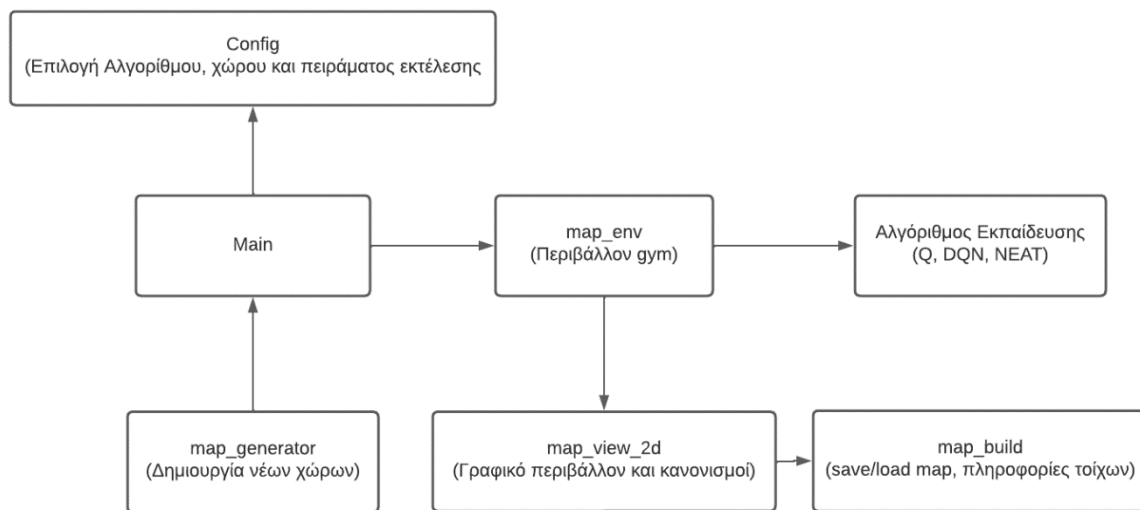 Config
(Επιλογή Αλγορίθμου, χώρου και πειράματος εκτέλεσης
Main
map_env
(Περιβάλλον gym)
Αλγόριθμος Εκπαίδευσης
(Q, DQN, NEAT)
map_generator
(Δημιουργία νέων χώρων)
map_view_2d
(Γραφικό περιβάλλον και κανονισμοί)
map_build
(save/load map, πληροφορίες τοίχων)